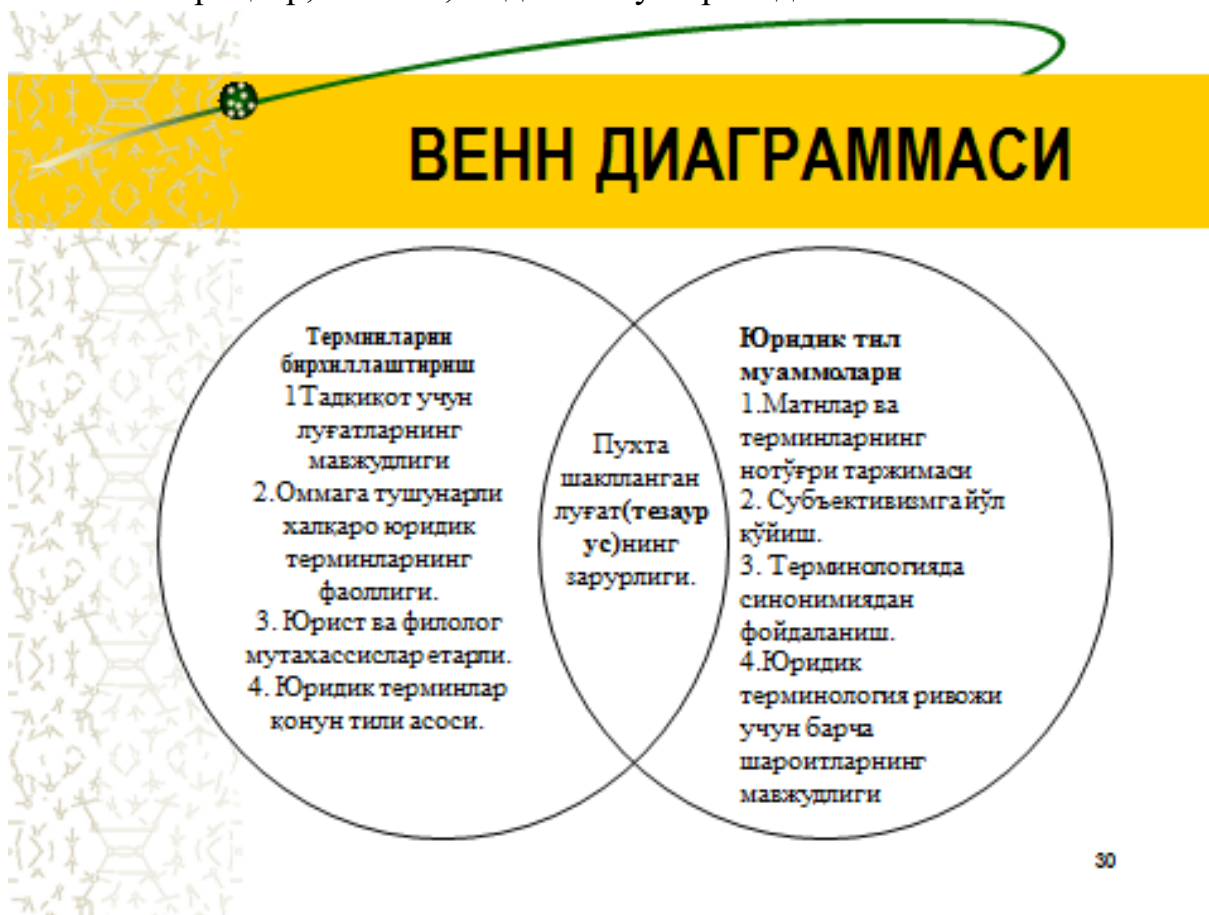 ВЕНН ДИАГРАММАСИ
Терминларни
бирхиллаштириш
1Тадқиқот учун
луғатларнинг
мавжудлиги
2.Оммага тушунарли
халқаро юридик
терминларнинг
фаоллиги.
3. Юрист ва филолог
мутахассислар етарли.
4. Юридик терминлар
қонун тили асоси.
Пухта
шаклланган
луғат(тезаур
ус)нинг
зарурлиги.
Юридик тил
муаммолари
1.Матнлар ва
терминларнинг
нотўғри таржимаси
2. Субъективизмга йўл
қўйиш.
3. Терминологияда
синонимиядан
фойдаланиш.
4.Юридик
терминология ривожи
учун барча
шароитларнинг
мавжудлиги
30